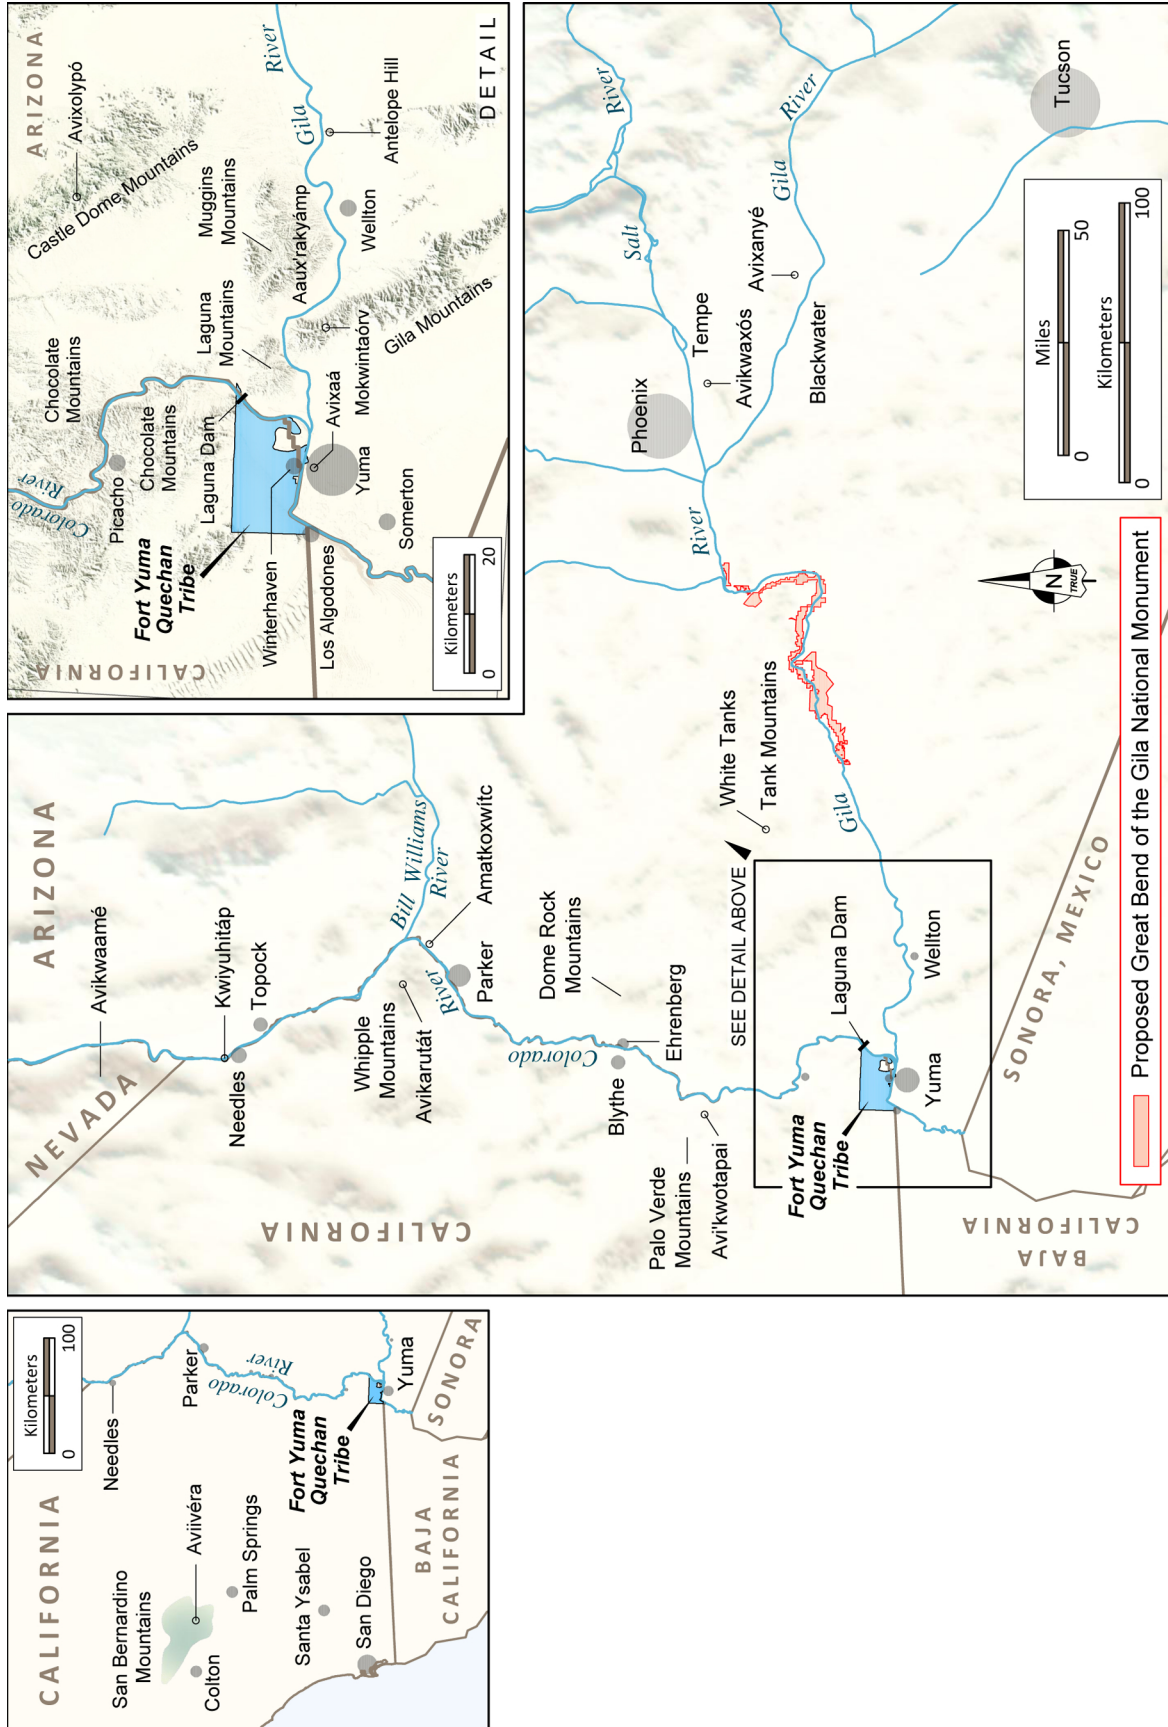 CALIFORNIA
San Bernardino
Mountains
Colton
Aviivéra
Palm Springs
Santa Ysabel
San Diego
Needles
Parker
Colorado
River
Fort Yuma
Quechan
Tribe
Yuma
BAJA
CALIFORNIA
SONORA
Kilometers
0
100
NEVADA
ARIZONA
CALIFORNIA
Avikwaamé
Kwiyuhitáp
Needles
Topock
Whipple
Mountains
Avikarutát
Bill Williams
River
Amatkoxwitc
River
Parker
Colorado
Dome Rock
Mountains
Blythe
Ehrenberg
Palo Verde
Mountains
Avi'kwotapai
SEE DETAIL ABOVE
White Tanks
Tank Mountains
Fort Yuma
Quechan
Tribe
Laguna Dam
Wellton
Yuma
Gila
River
Phoenix
Tempe
Avikwaxós
Salt
River
Blackwater
Avixanyé
Gila
River
Tucson
BAJA
CALIFORNIA
SONORA, MEXICO
N
TRUE
Miles
0
50
Kilometers
0
100
Proposed Great Bend of the Gila National Monument
CALIFORNIA
ARIZONA
Colorado
River
Picacho
Chocolate
Mountains
Chocolate
Mountains
Laguna Dam
Laguna
Mountains
Muggins
Mountains
Castle Dome Mountains
Avixolypó
Fort Yuma
Quechan
Tribe
Winterhaven
Los Algodones
Avixaá
Yuma
Somerton
Mokwintaórv
Gila Mountains
Aaux'rakyámp
Wellton
Gila
River
Antelope Hill
Kilometers
0
20
DETAIL